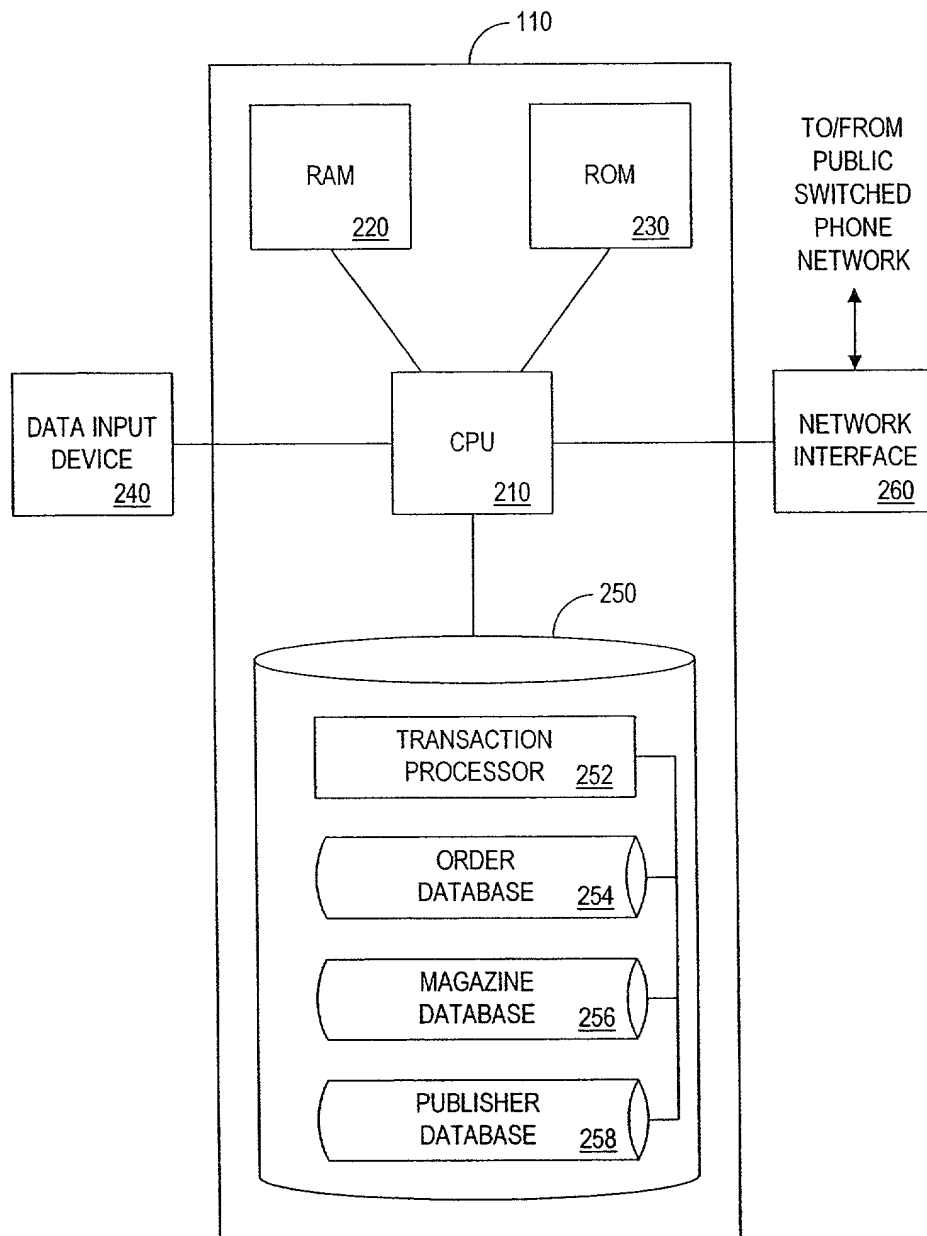 110
RAM
220
ROM
230
TO/FROM
PUBLIC
SWITCHED
PHONE
NETWORK
DATA INPUT
DEVICE
240
CPU
210
NETWORK
INTERFACE
260
250
TRANSACTION
PROCESSOR 252
ORDER
DATABASE 254
MAGAZINE
DATABASE 256
PUBLISHER
DATABASE 258